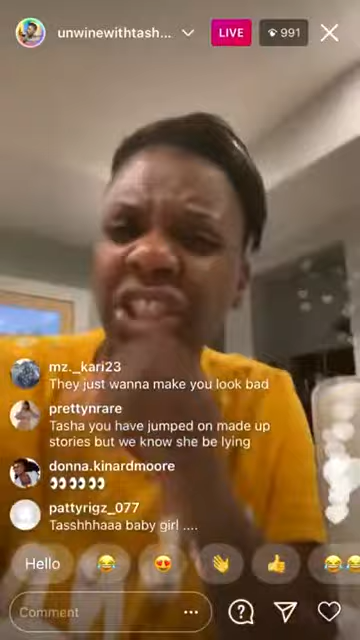 unwinewithtash...
LIVE
991
mz._kari23
They just wanna make you look bad
prettynrare
Tasha you have jumped on made up
stories but we know she be lying
donna.kinardmoore
👀👀👀👀👀
pattyrigz_077
Tasshhhaaa baby girl ....
Hello 😂 😍 👋 👍 😂😂
Comment ...